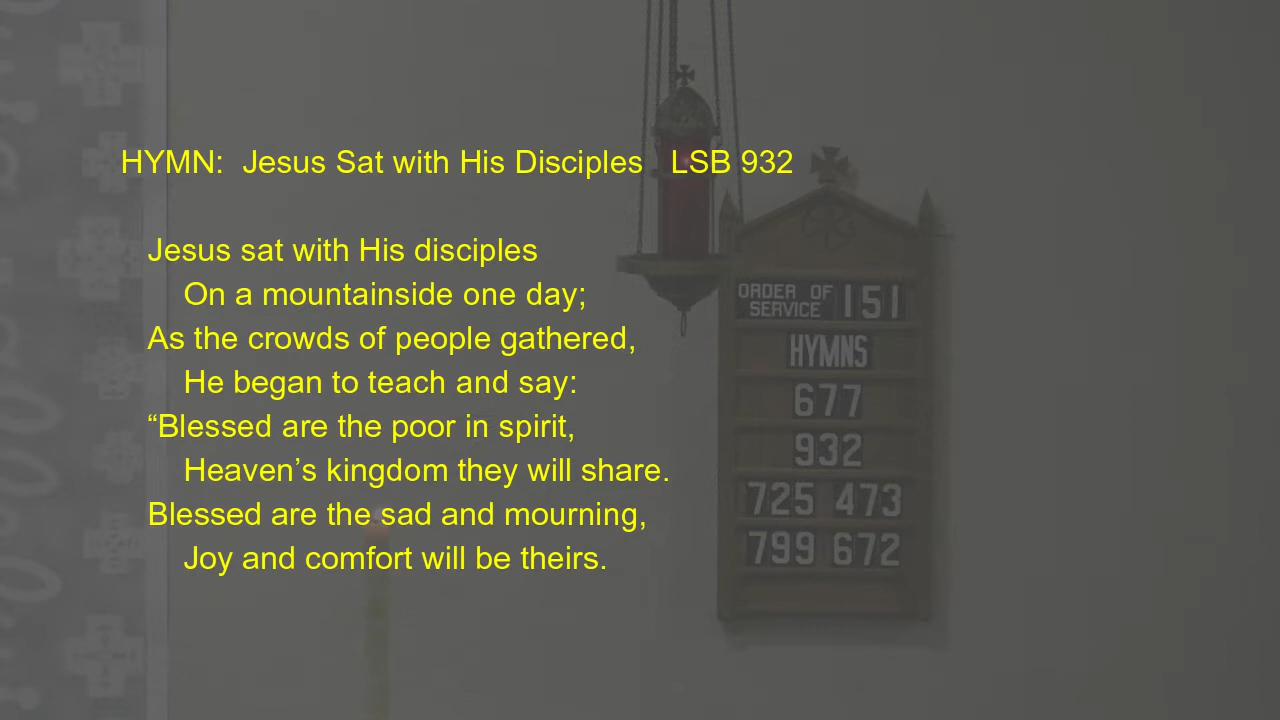 HYMN:  Jesus Sat with His Disciples   LSB 932
Jesus sat with His disciples
On a mountainside one day;
As the crowds of people gathered,
He began to teach and say:
“Blessed are the poor in spirit,
Heaven’s kingdom they will share.
Blessed are the sad and mourning,
Joy and comfort will be theirs.
ORDER OF
SERVICE 151
HYMNS
677
932
725 473
799 672